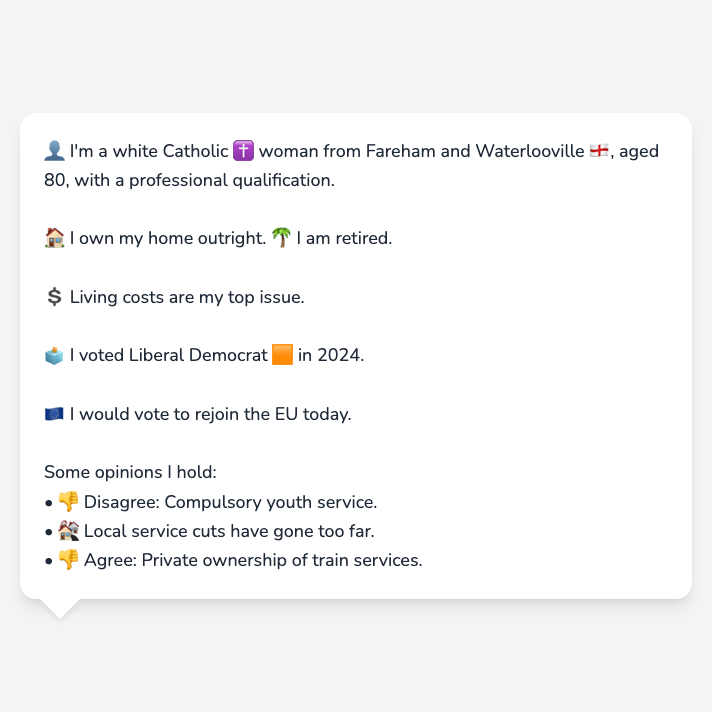 👤 I'm a white Catholic ✝️ woman from Fareham and Waterlooville 🏴󠁧󠁢󠁥󠁮󠁧󠁿, aged
80, with a professional qualification.
🏠 I own my home outright. 🌴 I am retired.
💲 Living costs are my top issue.
🗳️ I voted Liberal Democrat 🟧 in 2024.
🇪🇺 I would vote to rejoin the EU today.
Some opinions I hold:
• 👎 Disagree: Compulsory youth service.
• 🏚️ Local service cuts have gone too far.
• 👎 Agree: Private ownership of train services.